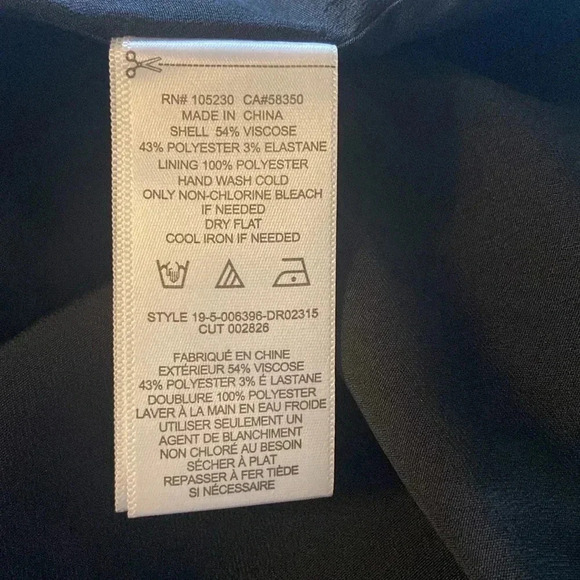 RN# 105230 CA#58350
MADE IN CHINA
SHELL 54% VISCOSE
43% POLYESTER 3% ELASTANE
LINING 100% POLYESTER
HAND WASH COLD
ONLY NON-CHLORINE BLEACH
IF NEEDED
DRY FLAT
COOL IRON IF NEEDED
STYLE 19-5-006396-DR02315
CUT 002826
FABRIQUÉ EN CHINE
EXTÉRIEUR 54% VISCOSE
43% POLYESTER 3% É LASTANE
DOUBLURE 100% POLYESTER
LAVER À LA MAIN EN EAU FROIDE
UTILISER SEULEMENT UN
AGENT DE BLANCHIMENT
NON CHLORÉ AU BESOIN
SÉCHER À PLAT
REPASSER À FER TIÈDE
SI NÉCESSAIRE